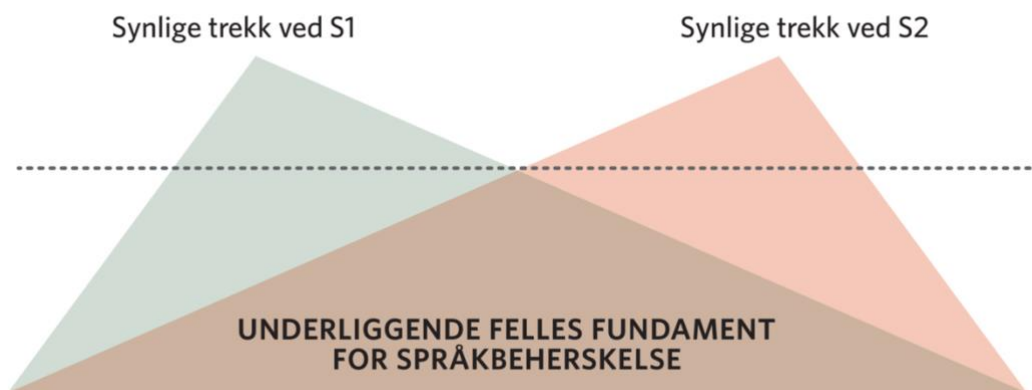 Synlige trekk ved S1
Synlige trekk ved S2
UNDERLIGGENDE FELLES FUNDAMENT
FOR SPRÅKBEHERSKELSE